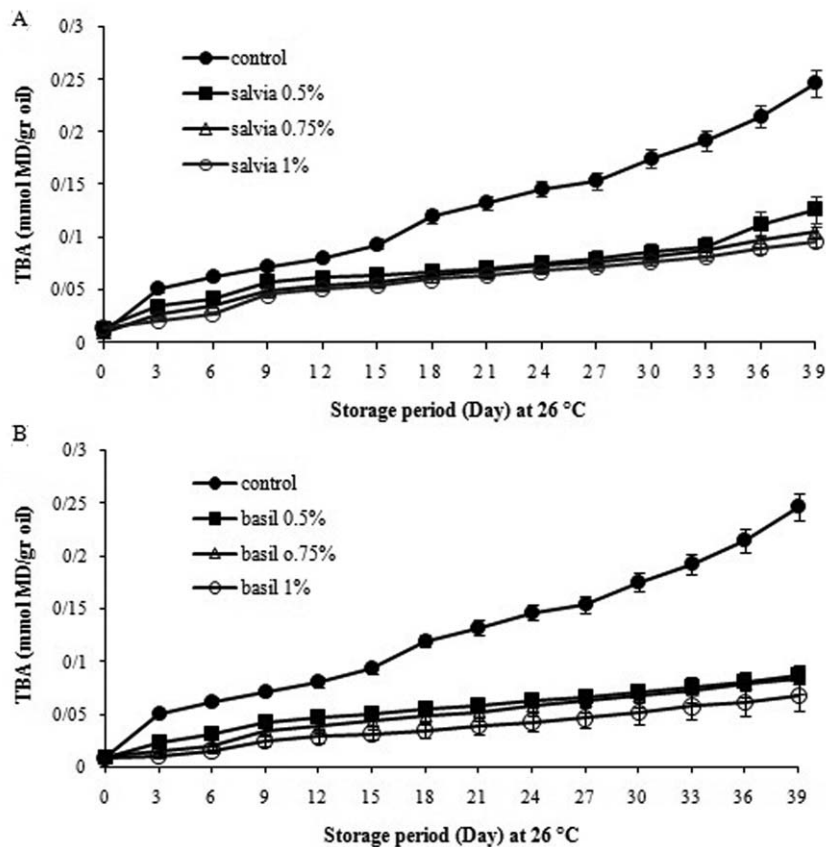 A
0/3
0/25
0/2
0/15
0/1
0/05
0
TBA (mmol MD/gr oil)
control
salvia 0.5%
salvia 0.75%
salvia 1%
0 3 6 9 12 15 18 21 24 27 30 33 36 39
Storage period (Day) at 26 °C
B
0/3
0/25
0/2
0/15
0/1
0/05
0
TBA (mmol MD/gr oil)
control
basil 0.5%
basil o.75%
basil 1%
0 3 6 9 12 15 18 21 24 27 30 33 36 39
Storage period (Day) at 26 °C